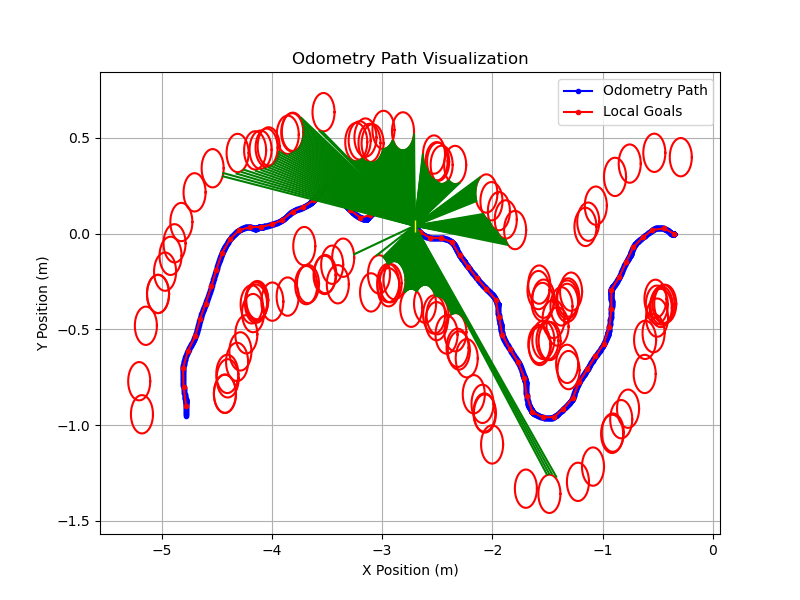 Odometry Path Visualization
Odometry Path
Local Goals
Y Position (m)
0.5
0.0
−0.5
−1.0
−1.5
−5
−4
−3
−2
−1
0
X Position (m)